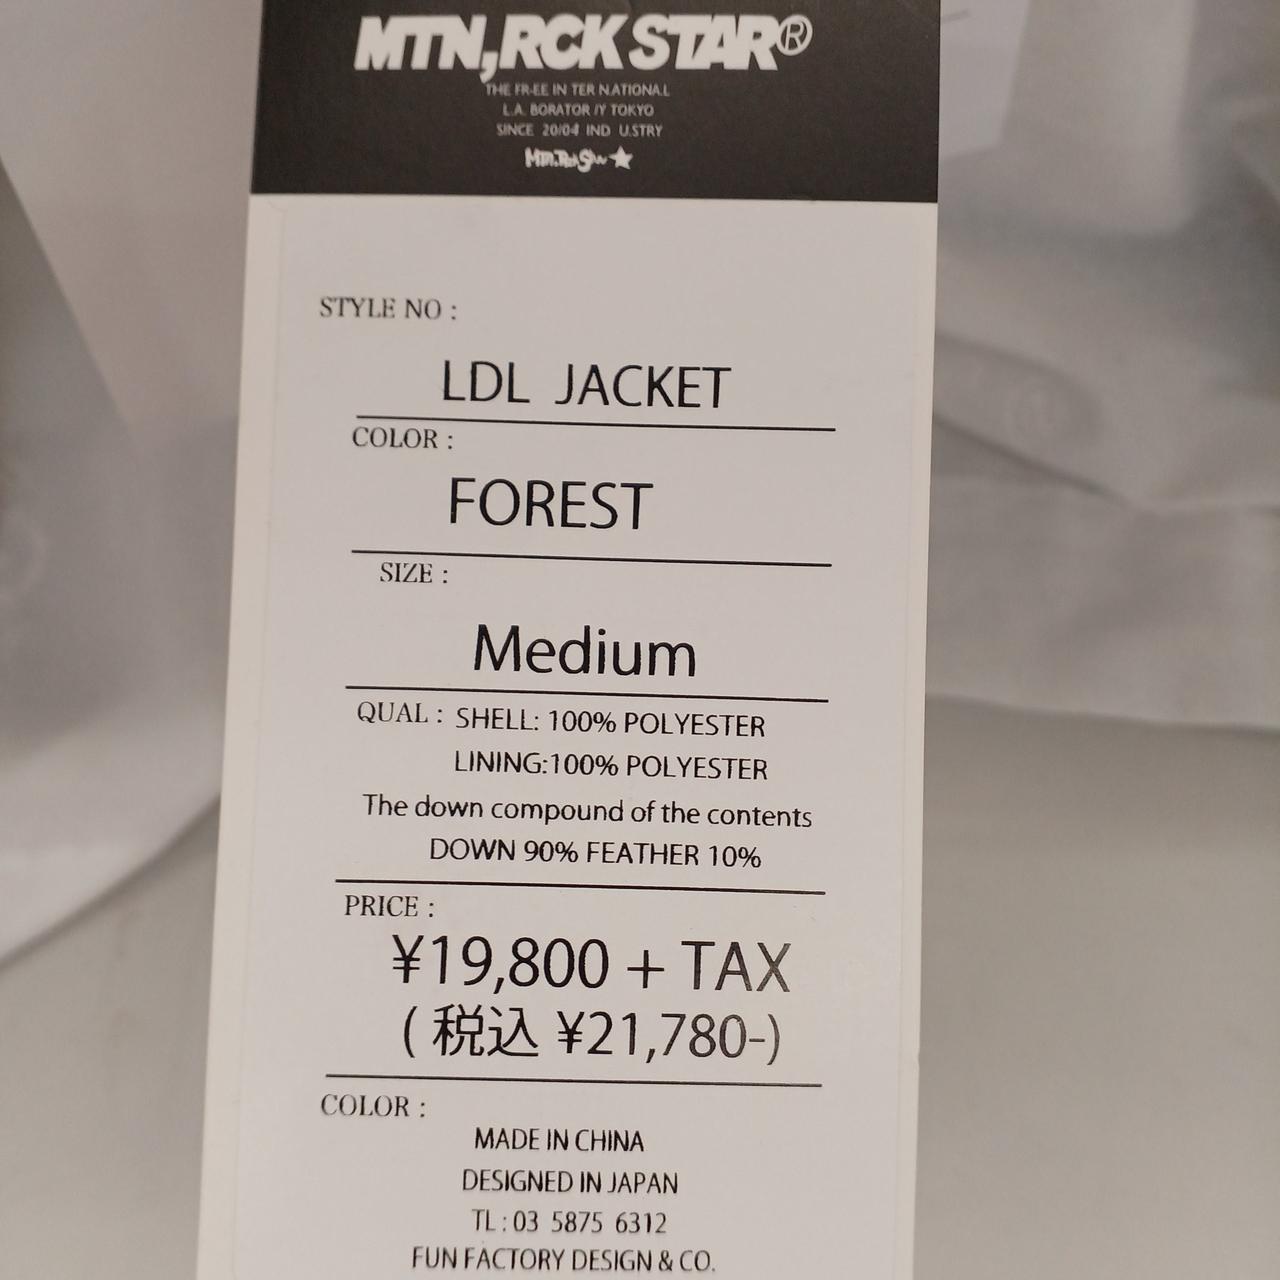 MTN,RCK STAR®
THE FR-EE IN TER N.ATIONA.L
L.A. BORATOR /Y TOKYO
SINCE 20/04 IND U.STRY
STYLE NO :
LDL JACKET
COLOR :
FOREST
SIZE :
Medium
QUAL : SHELL: 100% POLYESTER
LINING:100% POLYESTER
The down compound of the contents
DOWN 90% FEATHER 10%
PRICE :
¥19,800 + TAX
( 税込 ¥21,780-)
COLOR :
MADE IN CHINA
DESIGNED IN JAPAN
TL : 03 5875 6312
FUN FACTORY DESIGN & CO.